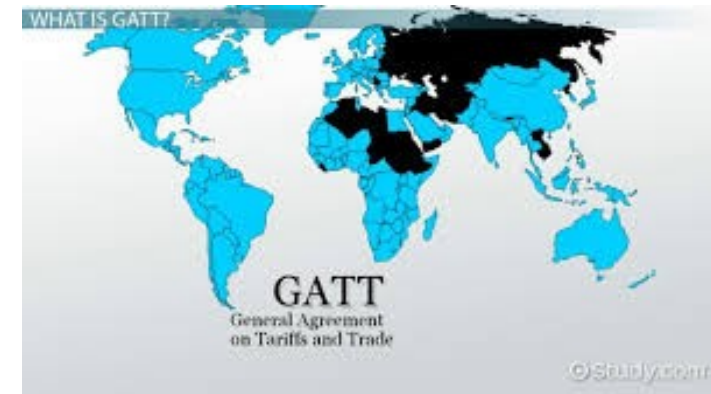 WHAT IS GATT?
GATT
General Agreement
on Tariffs and Trade
©Study.com